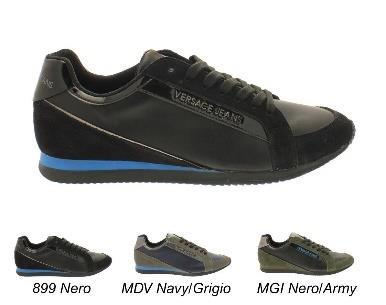 VERSACE JEANS
899 Nero
MDV Navy/Grigio
MGI Nero/Army